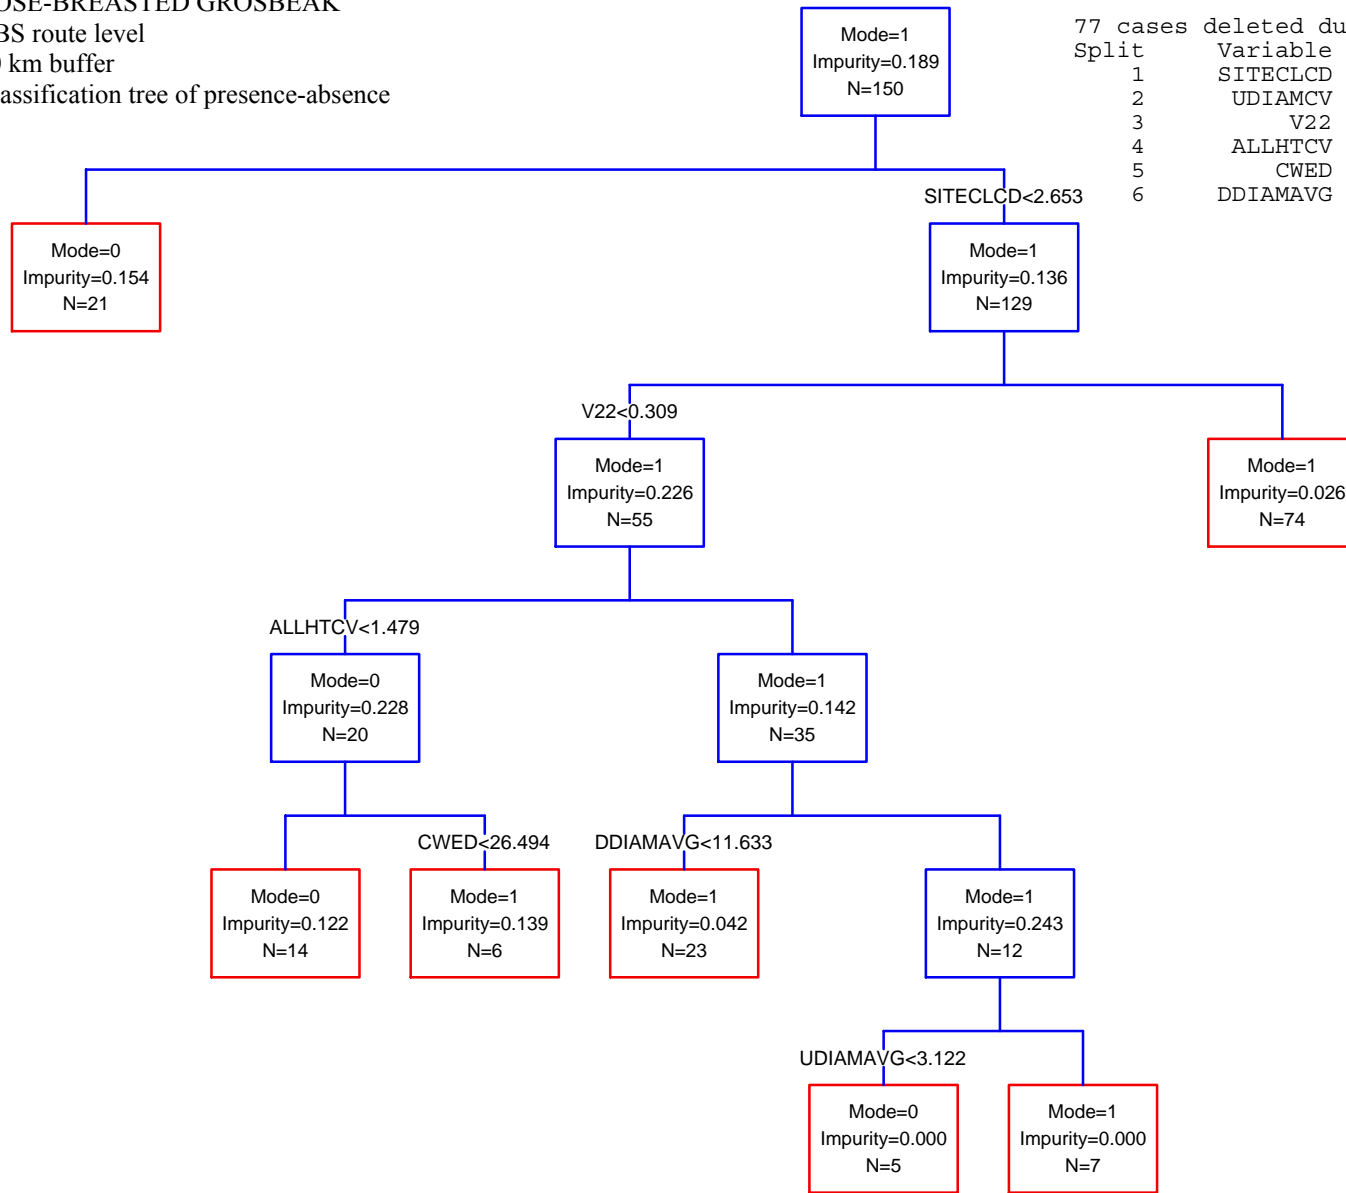 OSE-BREASTED GROSBEAK
BS route level
0 km buffer
assification tree of presence-absence
77 cases deleted du
Split Variable
1 SITECLCD
2 UDIAMCV
3 V22
4 ALLHTCV
5 CWED
6 DDIAMAVG
Mode=1
Impurity=0.189
N=150
SITECLCD<2.653
Mode=0
Impurity=0.154
N=21
Mode=1
Impurity=0.136
N=129
V22<0.309
Mode=1
Impurity=0.226
N=55
Mode=1
Impurity=0.026
N=74
ALLHTCV<1.479
Mode=0
Impurity=0.228
N=20
Mode=1
Impurity=0.142
N=35
CWED<26.494
DDIAMAVG<11.633
Mode=0
Impurity=0.122
N=14
Mode=1
Impurity=0.139
N=6
Mode=1
Impurity=0.042
N=23
Mode=1
Impurity=0.243
N=12
UDIAMAVG<3.122
Mode=0
Impurity=0.000
N=5
Mode=1
Impurity=0.000
N=7